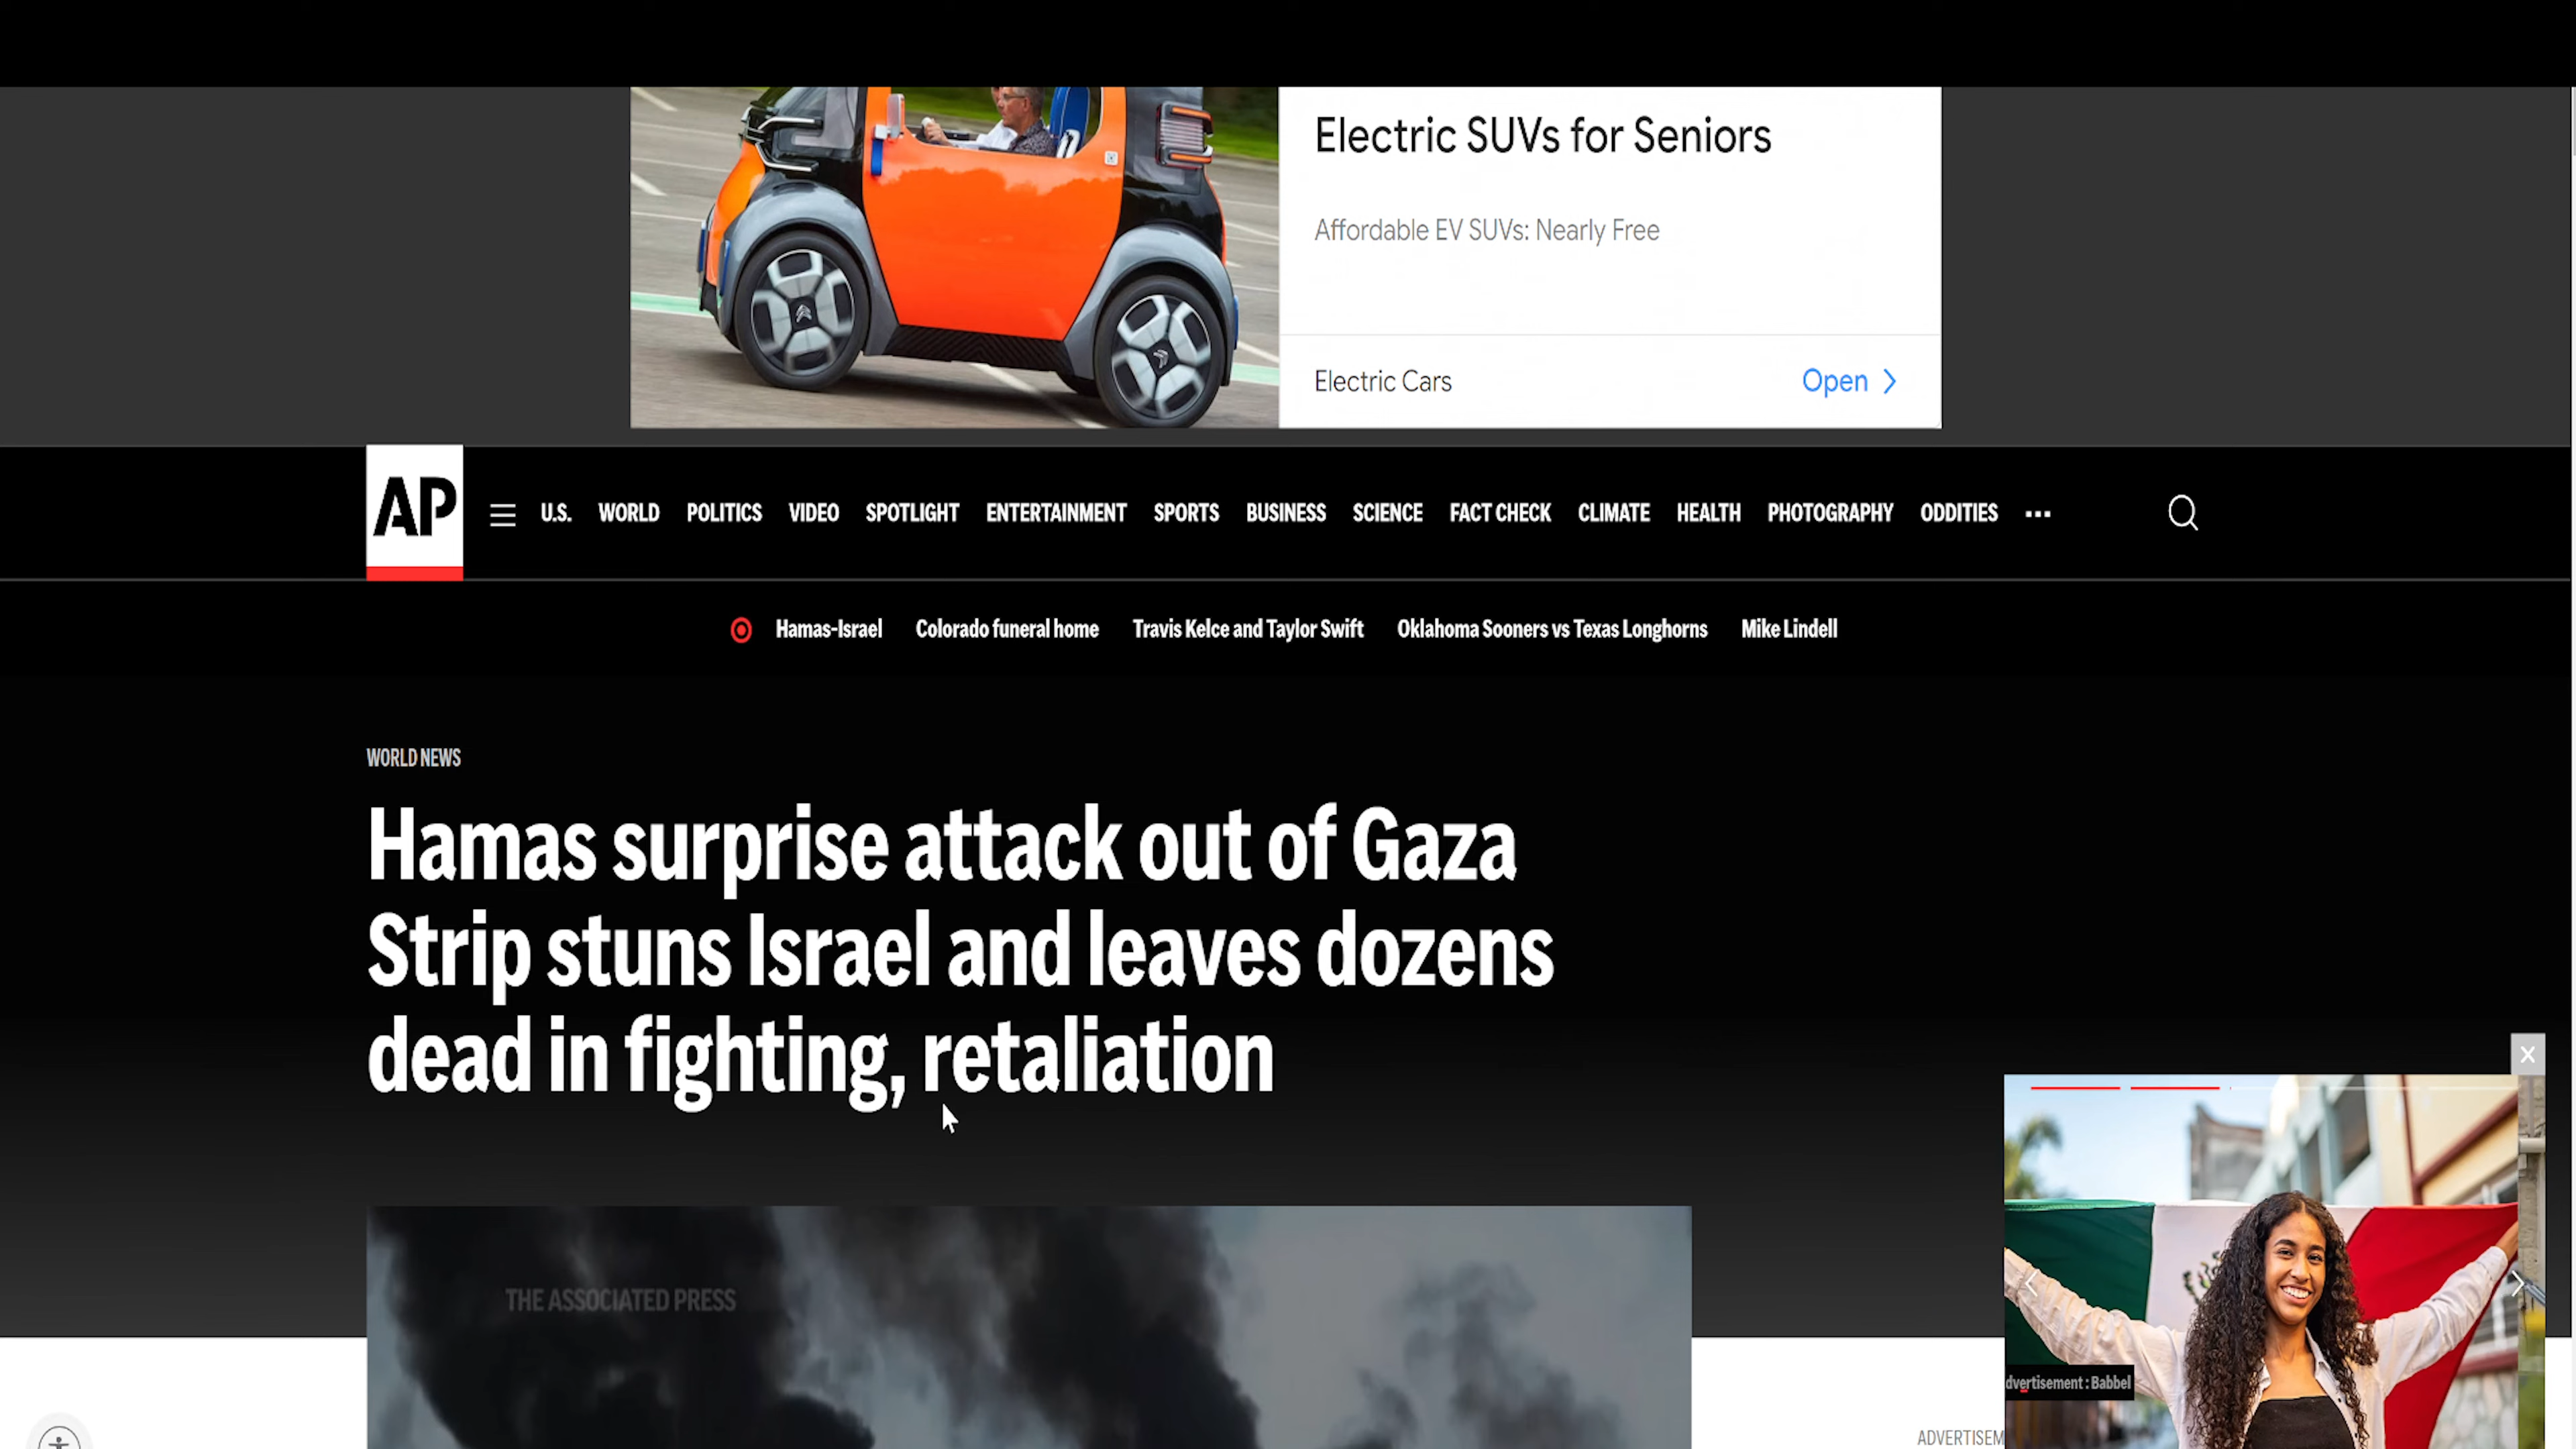 Electric SUVs for Seniors
Affordable EV SUVs: Nearly Free
Electric Cars
Open
AP
U.S. WORLD POLITICS VIDEO SPOTLIGHT ENTERTAINMENT SPORTS BUSINESS SCIENCE FACT CHECK CLIMATE HEALTH PHOTOGRAPHY ODDITIES
Hamas-Israel Colorado funeral home Travis Kelce and Taylor Swift Oklahoma Sooners vs Texas Longhorns Mike Lindell
WORLD NEWS
Hamas surprise attack out of Gaza
Strip stuns Israel and leaves dozens
dead in fighting, retaliation
THE ASSOCIATED PRESS
dvertisement : Babbel
ADVERTISEM